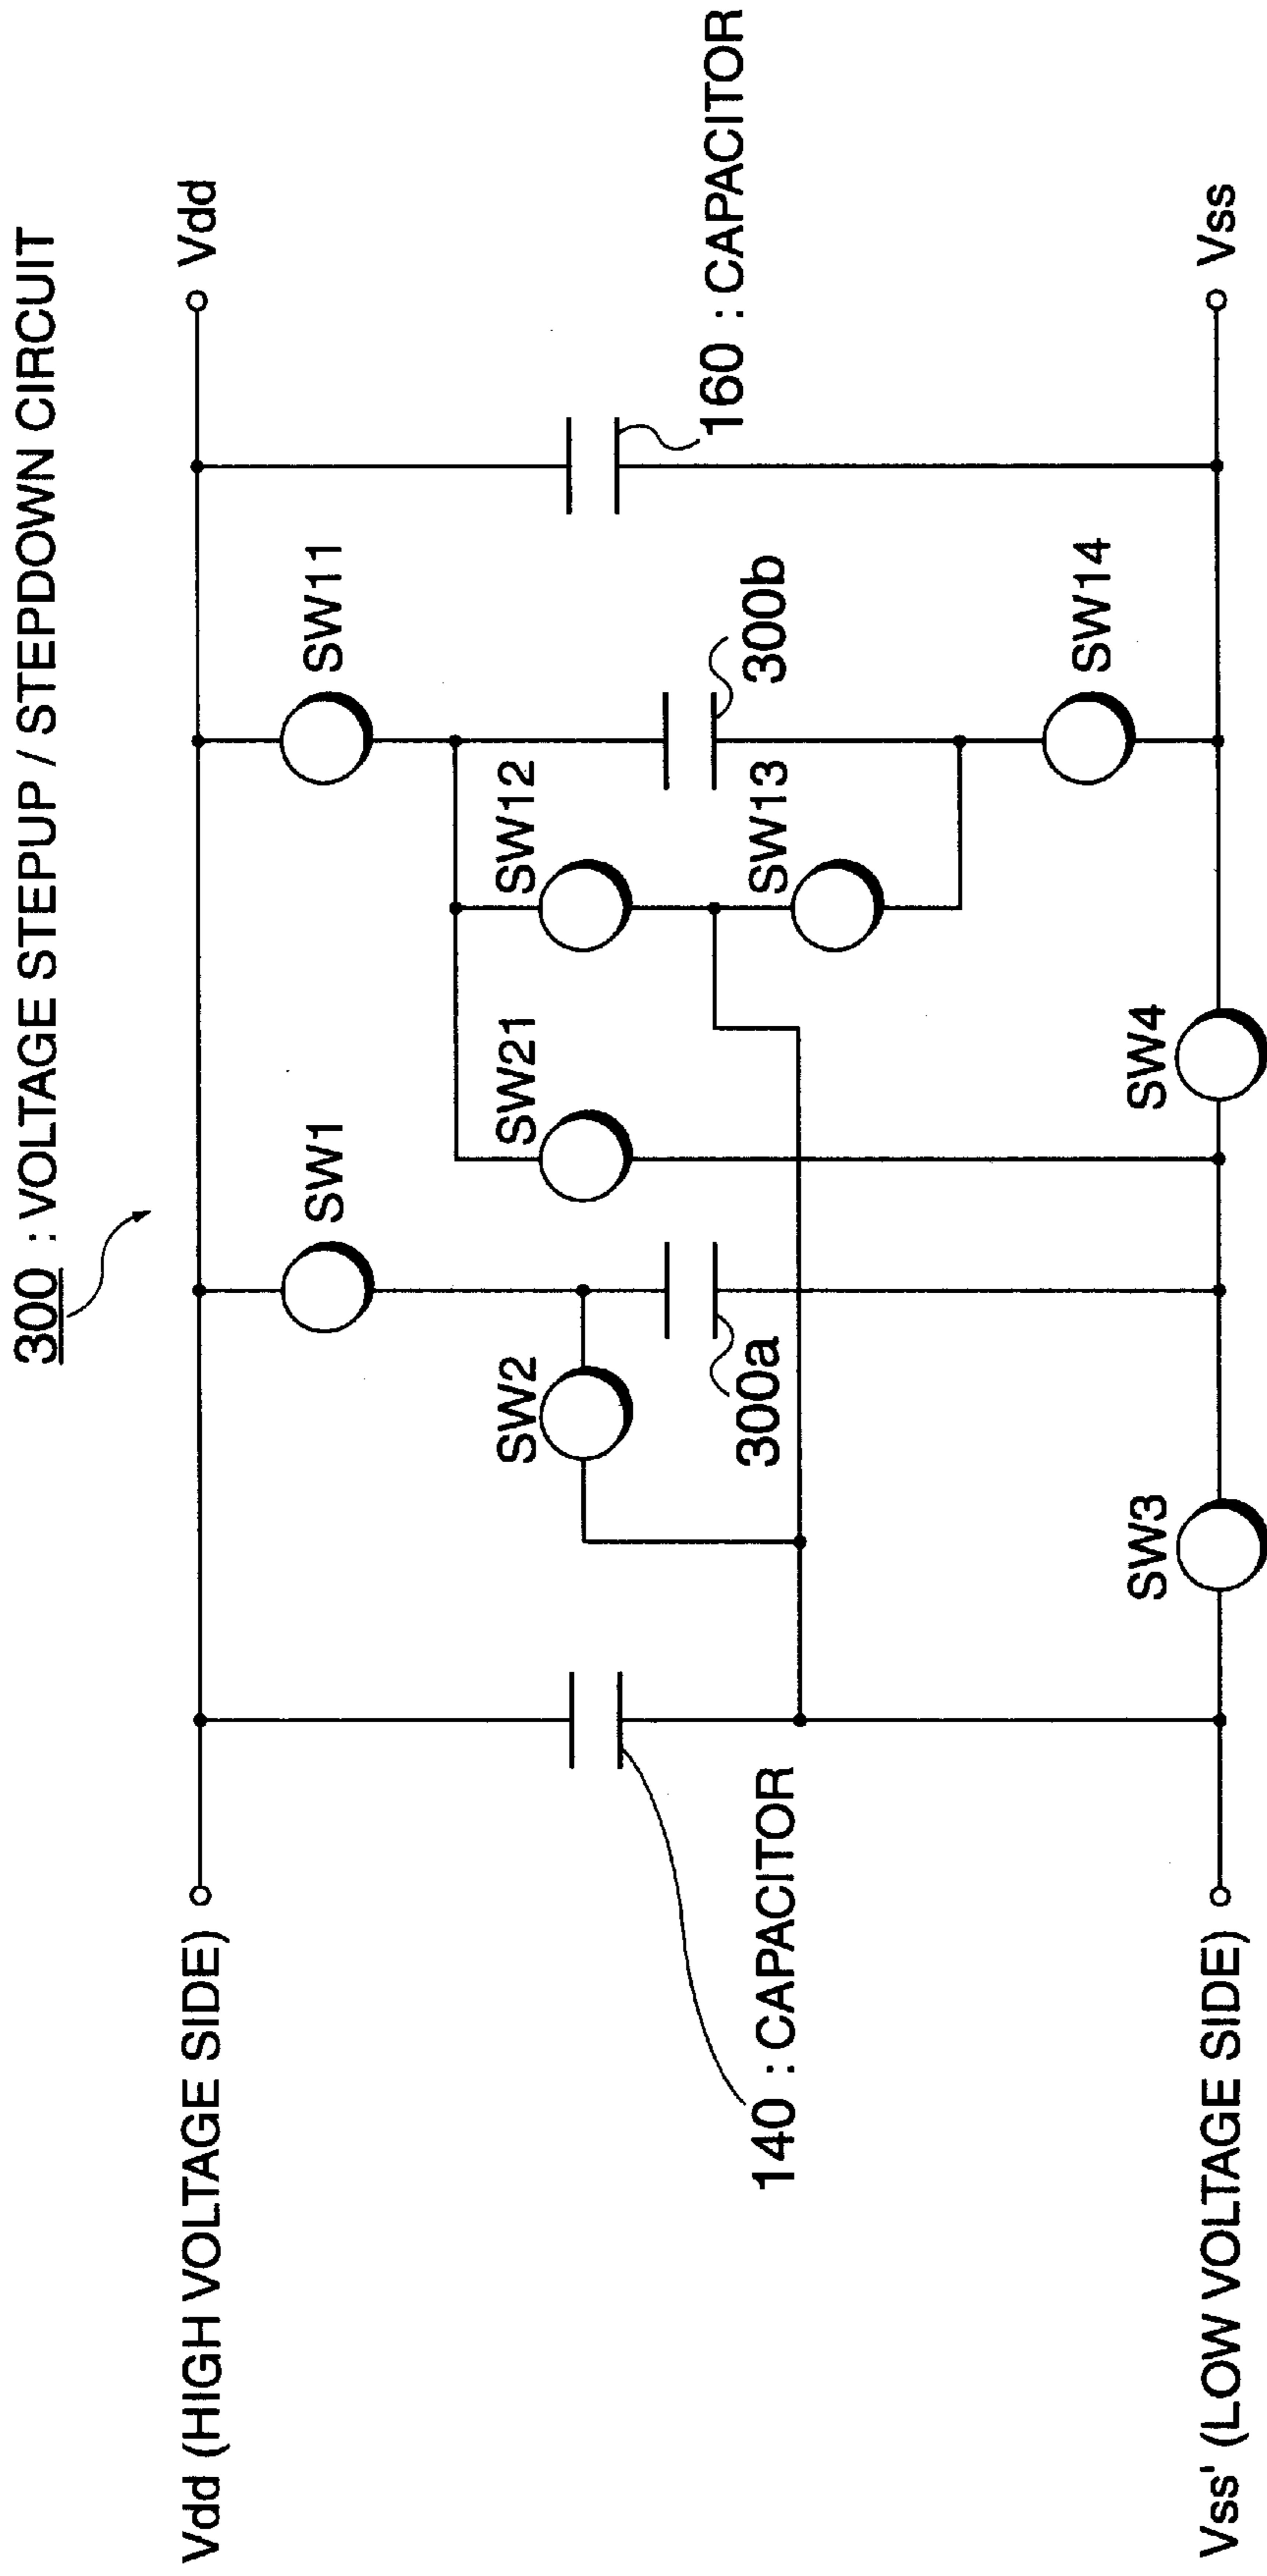 300 : VOLTAGE STEPUP / STEPDOWN CIRCUIT
Vdd (HIGH VOLTAGE SIDE)
Vdd
SW1
SW11
SW2
SW21
SW12
140 : CAPACITOR
300a
SW13
300b
160 : CAPACITOR
SW3
SW4
SW14
Vss' (LOW VOLTAGE SIDE)
Vss